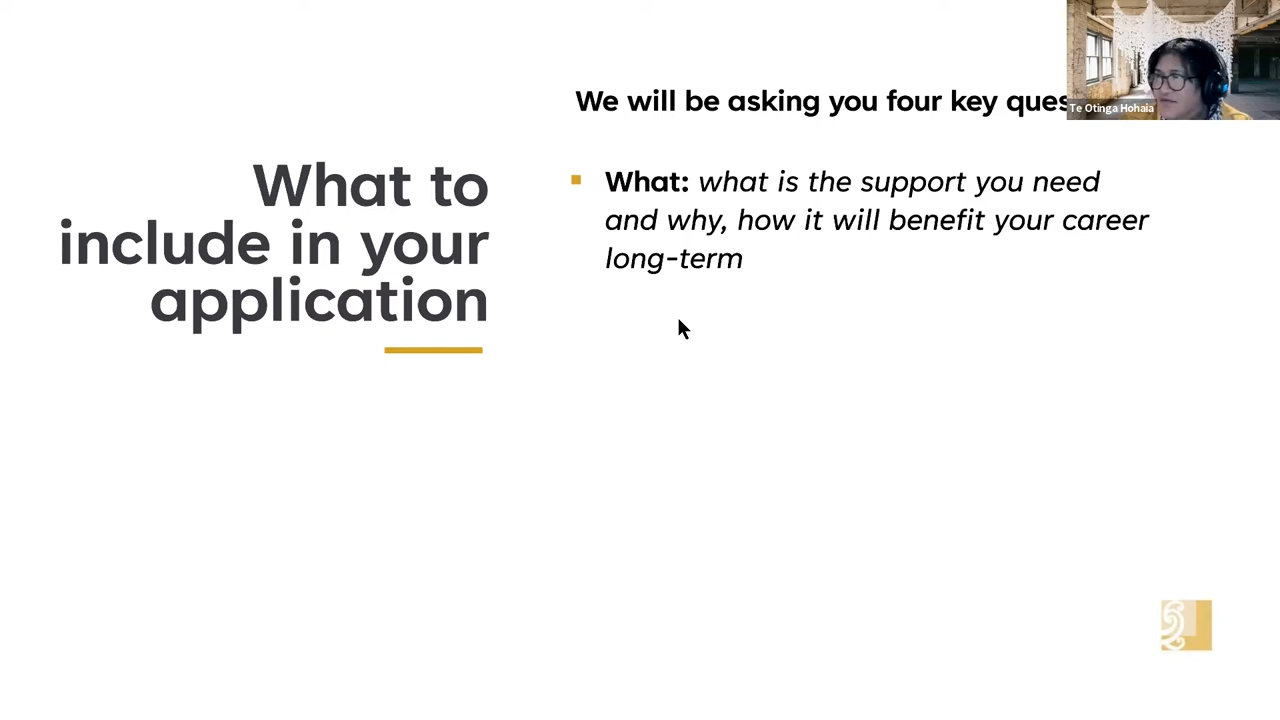 We will be asking you four key ques
Te Otinga Hohaia
What to
include in your
application
What: what is the support you need
and why, how it will benefit your career
long-term